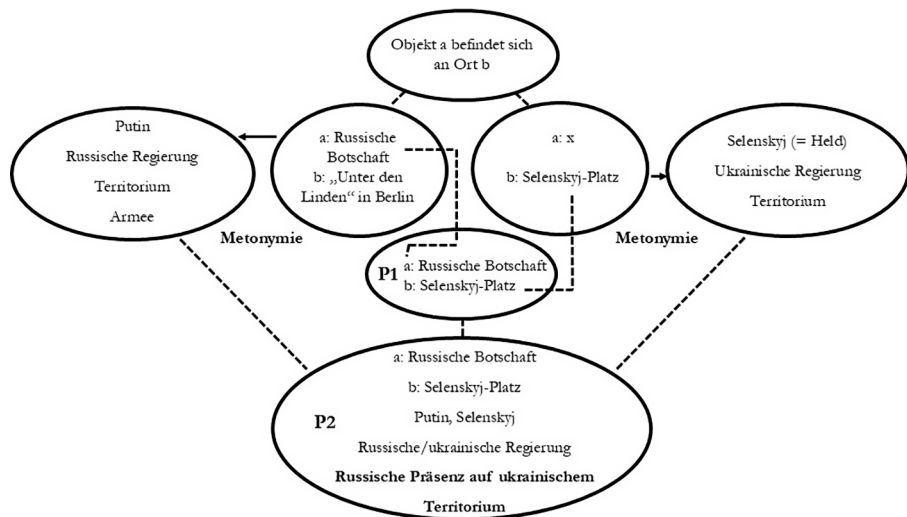 Objekt a befindet sich
an Ort b
Putin
Russische Regierung
Territorium
Armee
a: Russische
Botschaft
b: „Unter den
Linden“ in Berlin
a: x
b: Selenskyj-Platz
Selenskyj (= Held)
Ukrainische Regierung
Territorium
Metonymie
Metonymie
P1
a: Russische Botschaft
b: Selenskyj-Platz
P2
a: Russische Botschaft
b: Selenskyj-Platz
Putin, Selenskyj
Russische/ukrainische Regierung
Russische Präsenz auf ukrainischem
Territorium